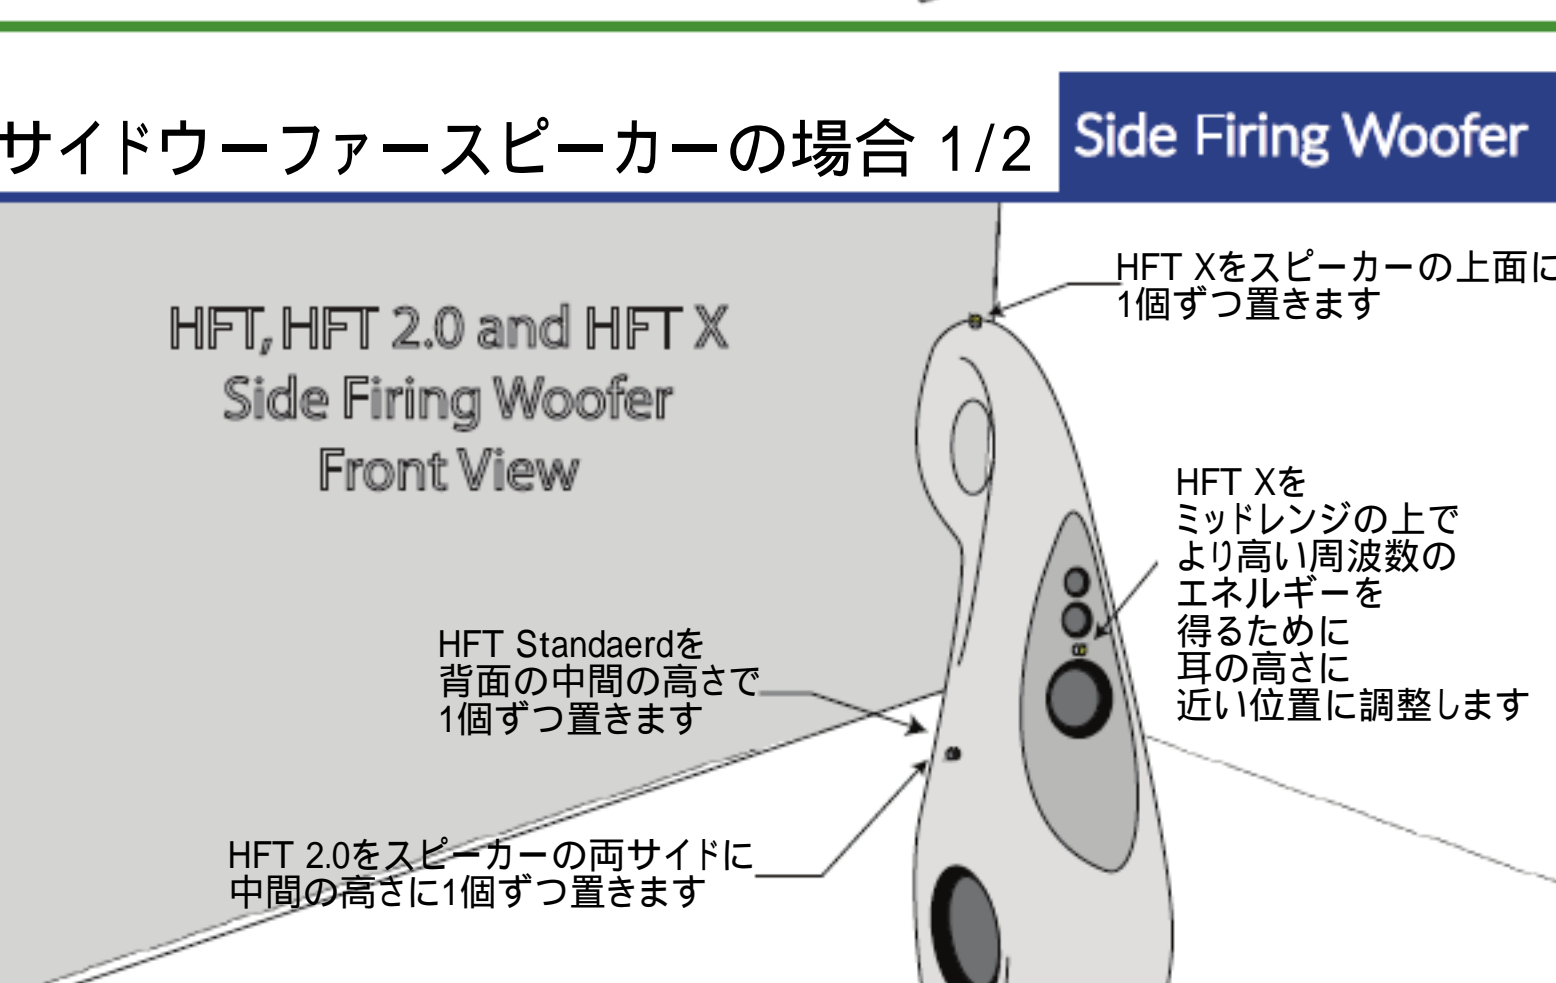 サイドウーファースピーカーの場合 1/2
Side Firing Woofer
HFT Xをスピーカーの上面に
1個ずつ置きます
HFT, HFT 2.0 and HFT X
Side Firing Woofer
Front View
HFT Xを
ミッドレンジの上で
より高い周波数の
エネルギーを
得るために
耳の高さに
近い位置に調整します
HFT Standaerdを
背面の中間の高さで
1個ずつ置きます
HFT 2.0をスピーカーの両サイドに
中間の高さに1個ずつ置きます